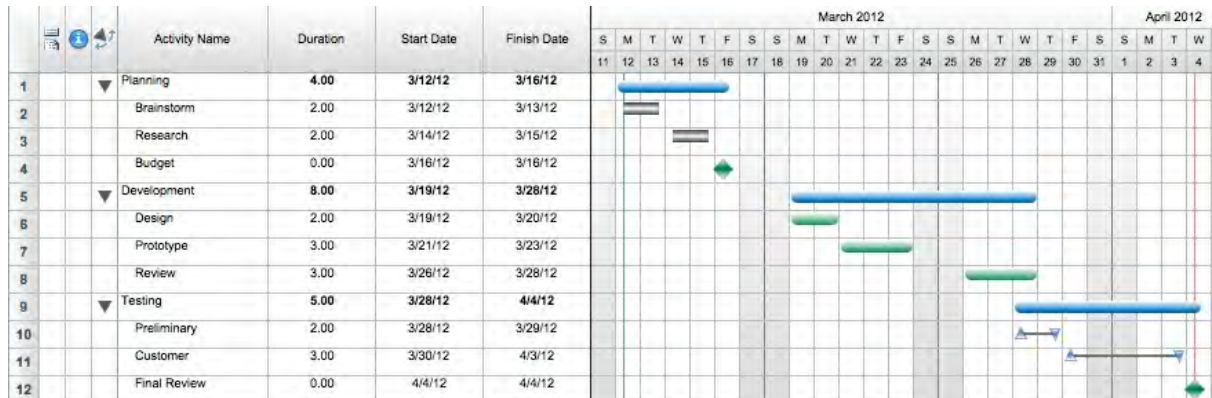 March 2012 April 2012
Activity Name Duration Start Date Finish Date S M T W T F S S M T W T F S S M T W T F S S M T W
11 12 13 14 15 16 17 18 19 20 21 22 23 24 25 26 27 28 29 30 31 1 2 3 4
1 Planning 4.00 3/12/12 3/16/12
2 Brainstorm 2.00 3/12/12 3/13/12
3 Research 2.00 3/14/12 3/15/12
4 Budget 0.00 3/16/12 3/16/12
5 Development 8.00 3/19/12 3/28/12
6 Design 2.00 3/19/12 3/20/12
7 Prototype 3.00 3/21/12 3/23/12
8 Review 3.00 3/26/12 3/28/12
9 Testing 5.00 3/28/12 4/4/12
10 Preliminary 2.00 3/28/12 3/29/12
11 Customer 3.00 3/30/12 4/3/12
12 Final Review 0.00 4/4/12 4/4/12